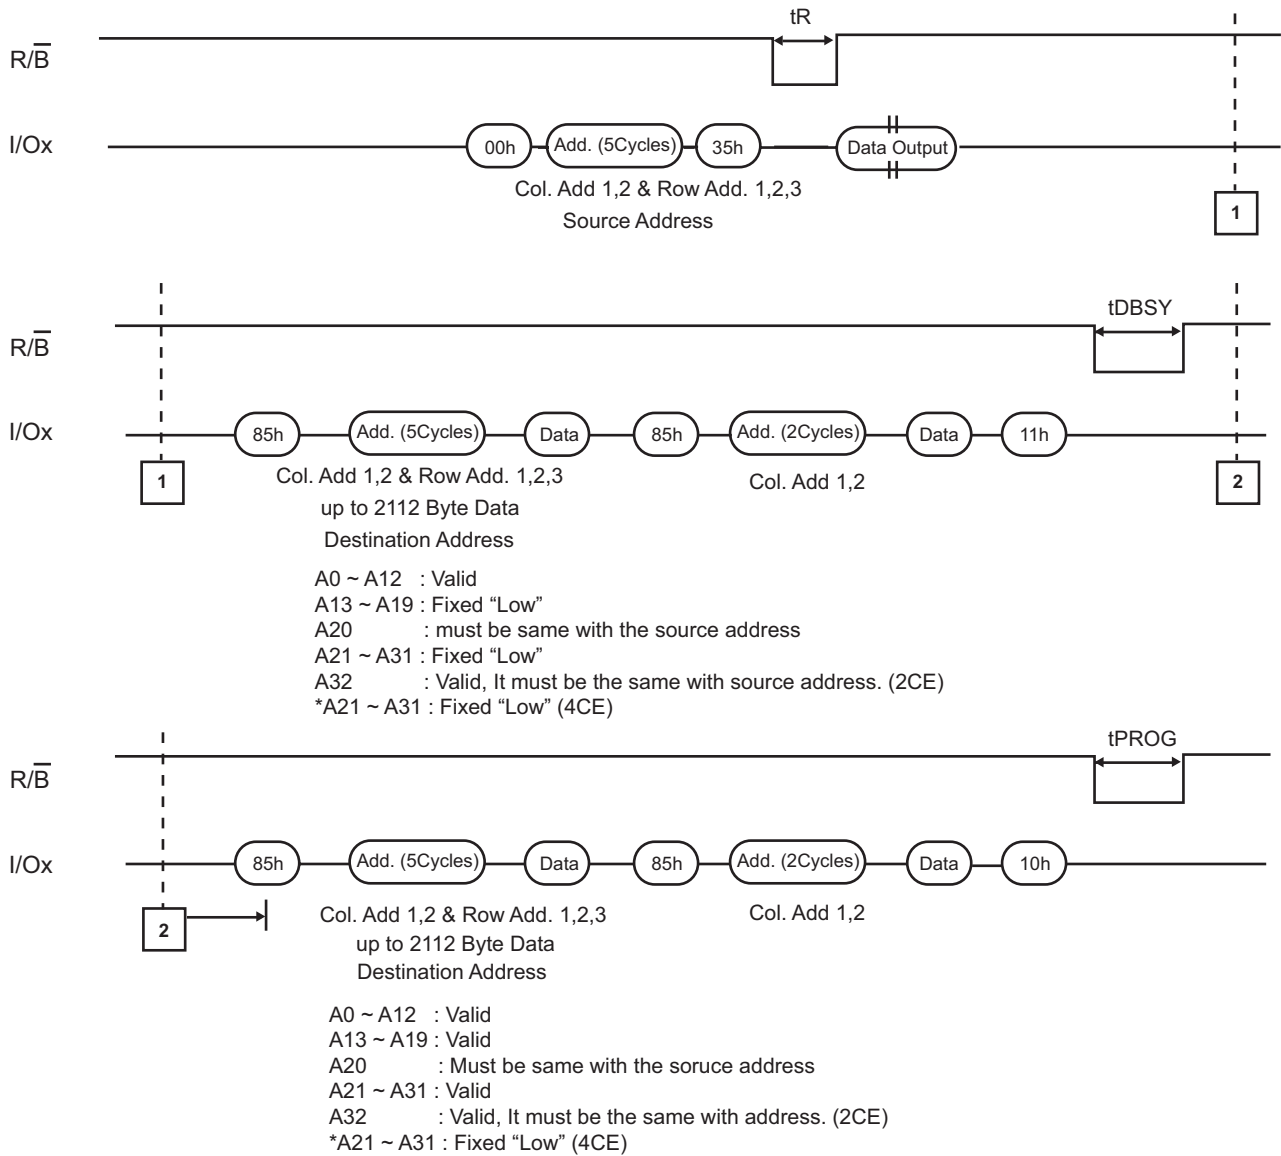 tR
R/B̅
I/Ox
00h Add. (5Cycles) 35h Data Output
Col. Add 1,2 & Row Add. 1,2,3
Source Address
1
tDBSY
R/B̅
I/Ox
85h Add. (5Cycles) Data 85h Add. (2Cycles) Data 11h
1
Col. Add 1,2 & Row Add. 1,2,3
Col. Add 1,2
2
up to 2112 Byte Data
Destination Address
A0 ~ A12 : Valid
A13 ~ A19 : Fixed “Low”
A20 : must be same with the source address
A21 ~ A31 : Fixed “Low”
A32 : Valid, It must be the same with source address. (2CE)
*A21 ~ A31 : Fixed “Low” (4CE)
tPROG
R/B̅
I/Ox
85h Add. (5Cycles) Data 85h Add. (2Cycles) Data 10h
2
Col. Add 1,2 & Row Add. 1,2,3
Col. Add 1,2
up to 2112 Byte Data
Destination Address
A0 ~ A12 : Valid
A13 ~ A19 : Valid
A20 : Must be same with the soruce address
A21 ~ A31 : Valid
A32 : Valid, It must be the same with address. (2CE)
*A21 ~ A31 : Fixed “Low” (4CE)